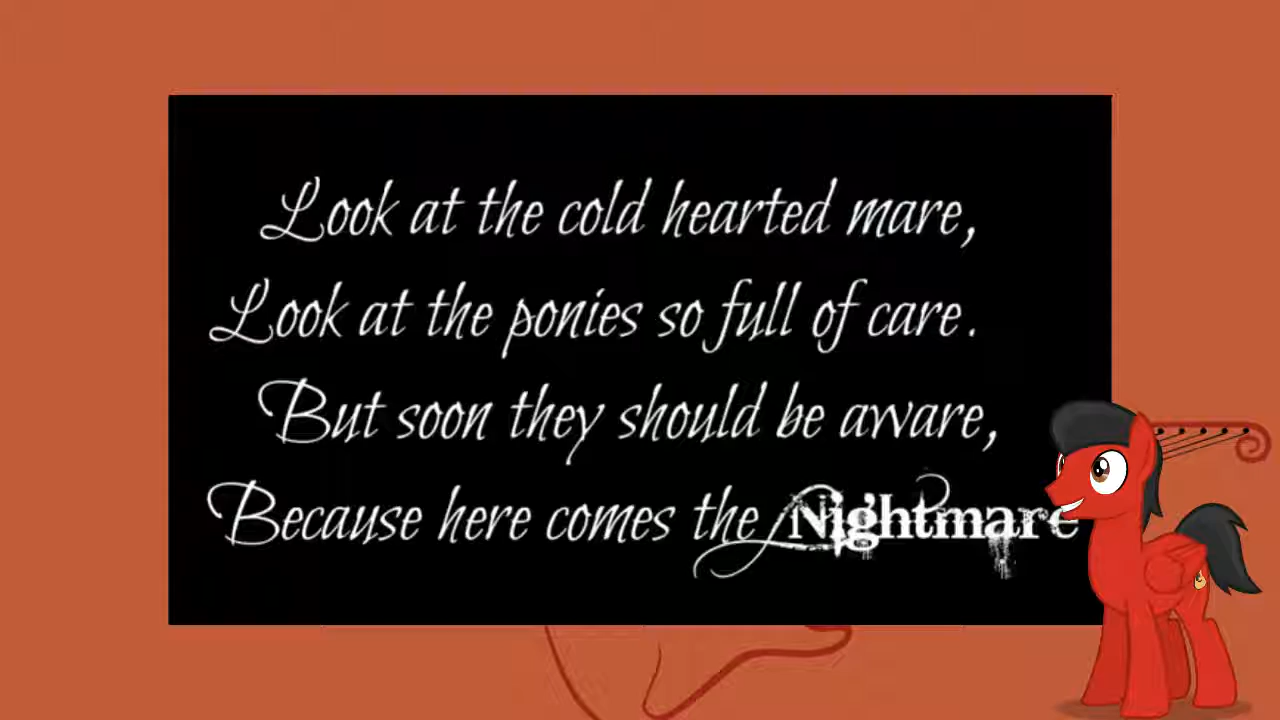 Look at the cold hearted mare,
Look at the ponies so full of care.
But soon they should be aware,
Because here comes the Nightmare